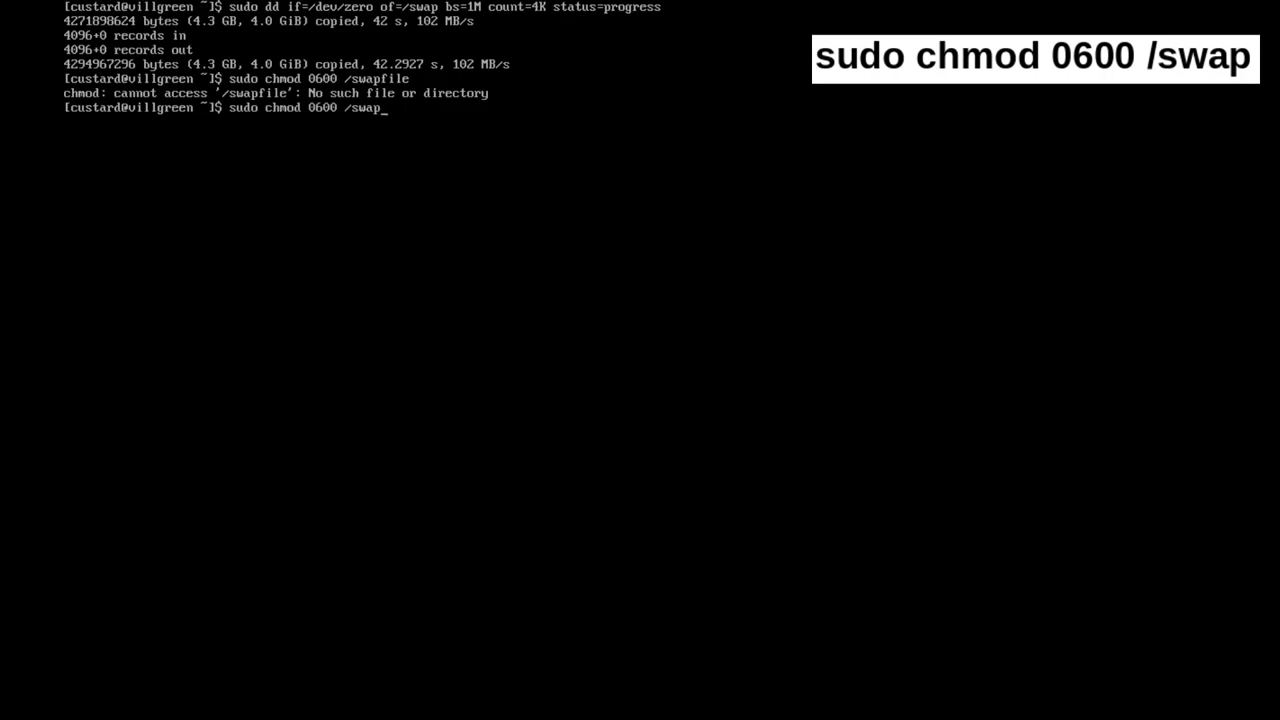 [custard@villgreen ~]$ sudo dd if=/dev/zero of=/swap bs=1M count=4K status=progress
4271898624 bytes (4.3 GB, 4.0 GiB) copied, 42 s, 102 MB/s
4096+0 records in
4096+0 records out
4294967296 bytes (4.3 GB, 4.0 GiB) copied, 42.2927 s, 102 MB/s
[custard@villgreen ~]$ sudo chmod 0600 /swapfile
chmod: cannot access '/swapfile': No such file or directory
[custard@villgreen ~]$ sudo chmod 0600 /swap_
sudo chmod 0600 /swap